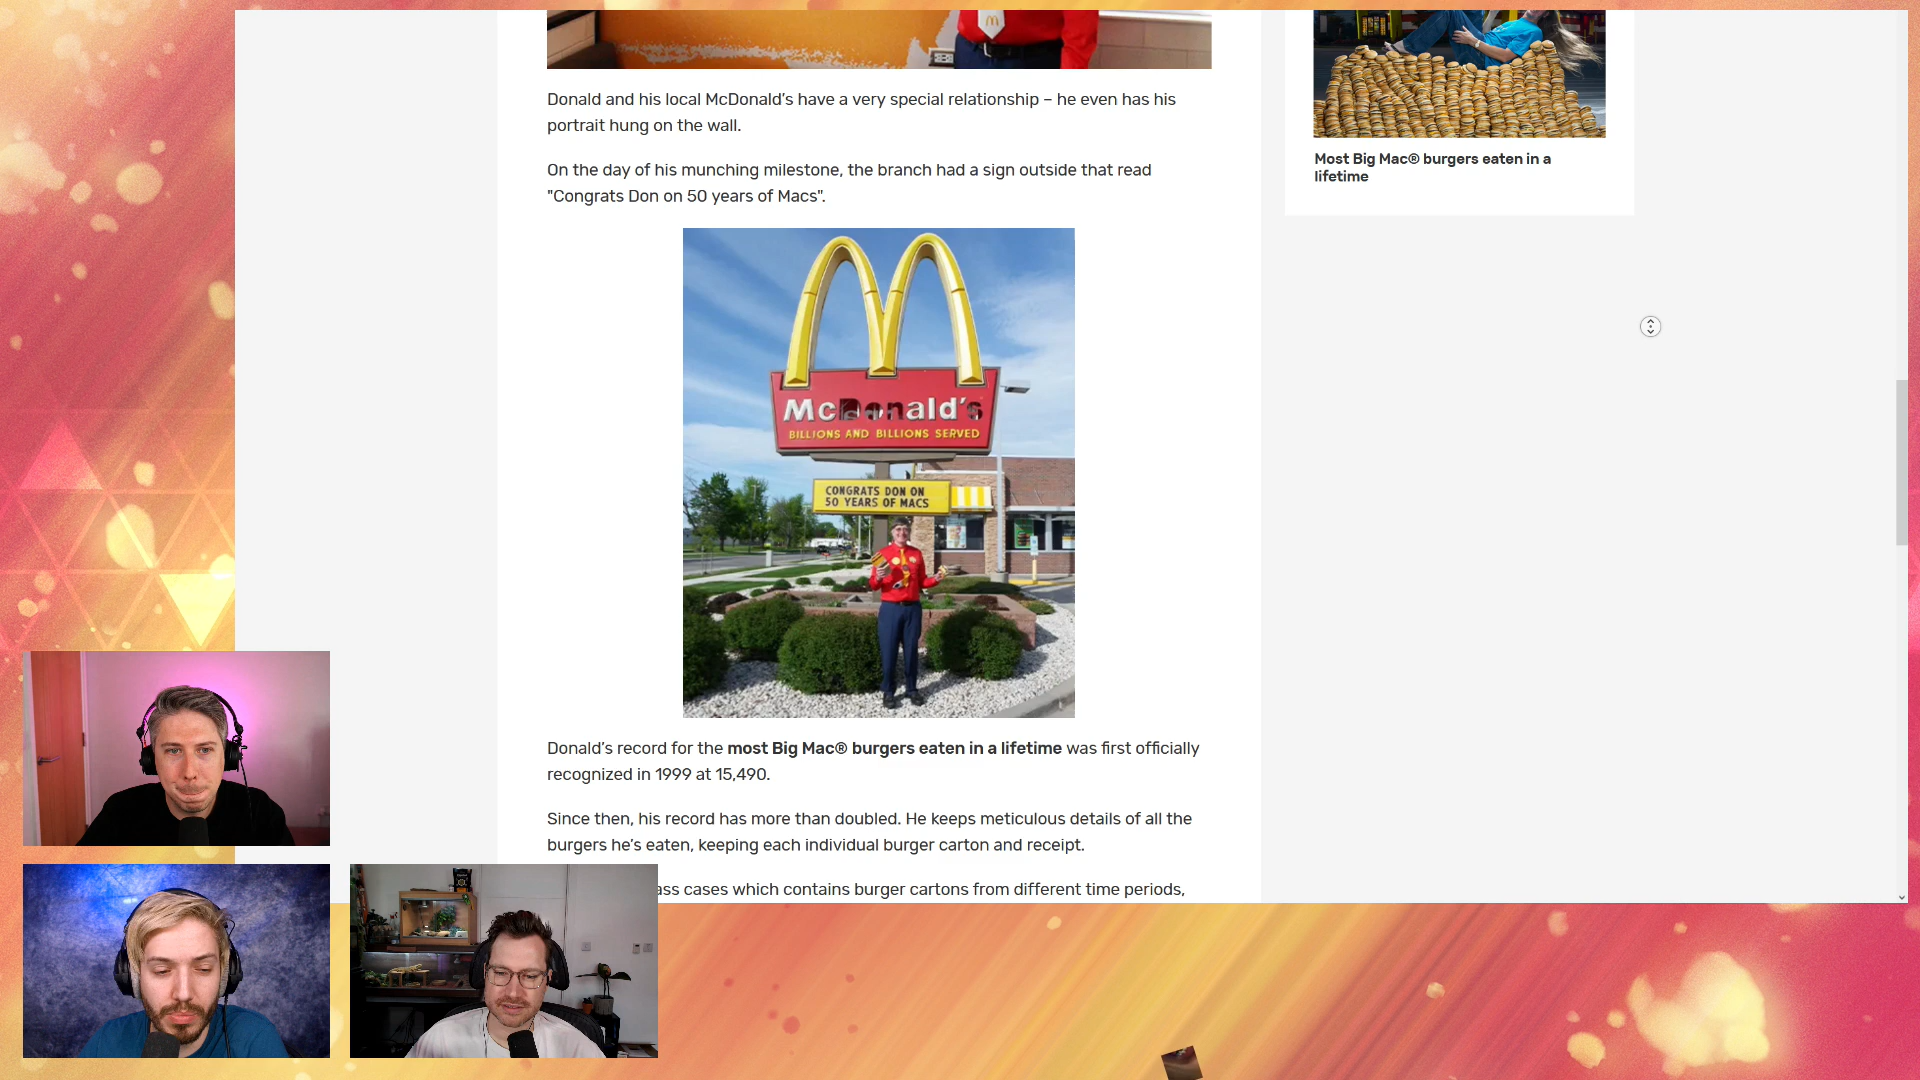 Donald and his local McDonald's have a very special relationship – he even has his
portrait hung on the wall.
On the day of his munching milestone, the branch had a sign outside that read
"Congrats Don on 50 years of Macs".
McDonald's
BILLIONS AND BILLIONS SERVED
CONGRATS DON ON
50 YEARS OF MACS
Donald's record for the most Big Mac® burgers eaten in a lifetime was first officially
recognized in 1999 at 15,490.
Since then, his record has more than doubled. He keeps meticulous details of all the
burgers he's eaten, keeping each individual burger carton and receipt.
cases which contains burger cartons from different time periods,
Most Big Mac® burgers eaten in a
lifetime